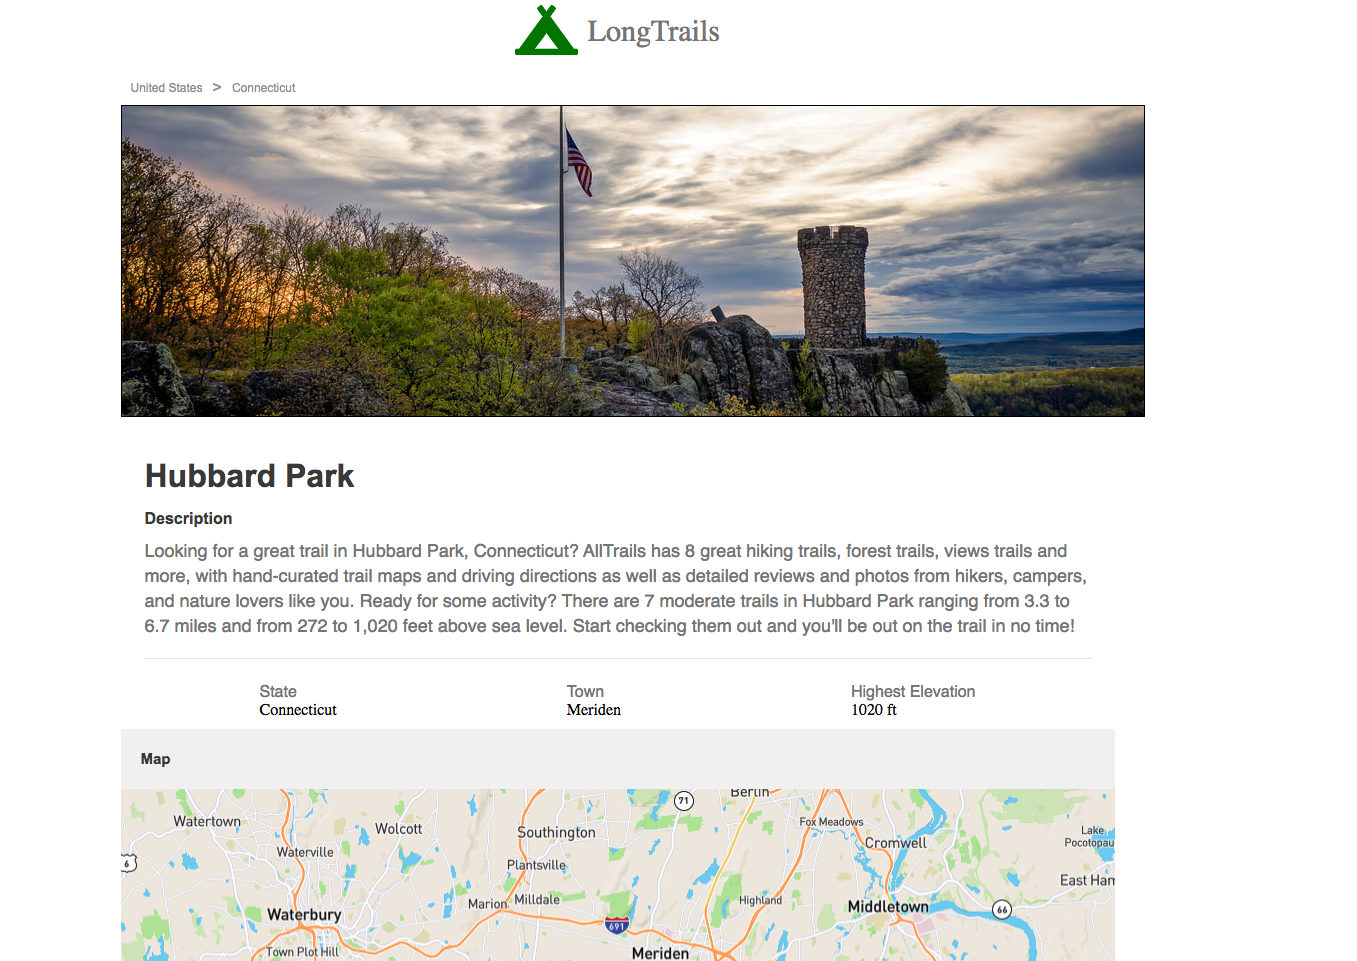 LongTrails
United States > Connecticut
Hubbard Park
Description
Looking for a great trail in Hubbard Park, Connecticut? AllTrails has 8 great hiking trails, forest trails, views trails and
more, with hand-curated trail maps and driving directions as well as detailed reviews and photos from hikers, campers,
and nature lovers like you. Ready for some activity? There are 7 moderate trails in Hubbard Park ranging from 3.3 to
6.7 miles and from 272 to 1,020 feet above sea level. Start checking them out and you'll be out on the trail in no time!
State Town Highest Elevation
Connecticut Meriden 1020 ft
Map
Berlin
71
Watertown
Wolcott
Southington
Fox Meadows
Lake
Pocotopau
Cromwell
Waterville
Plantsville
6
East Ham
Marion Milldale
Highland
Waterbury
Middletown
66
691
Town Plot Hill
Meriden